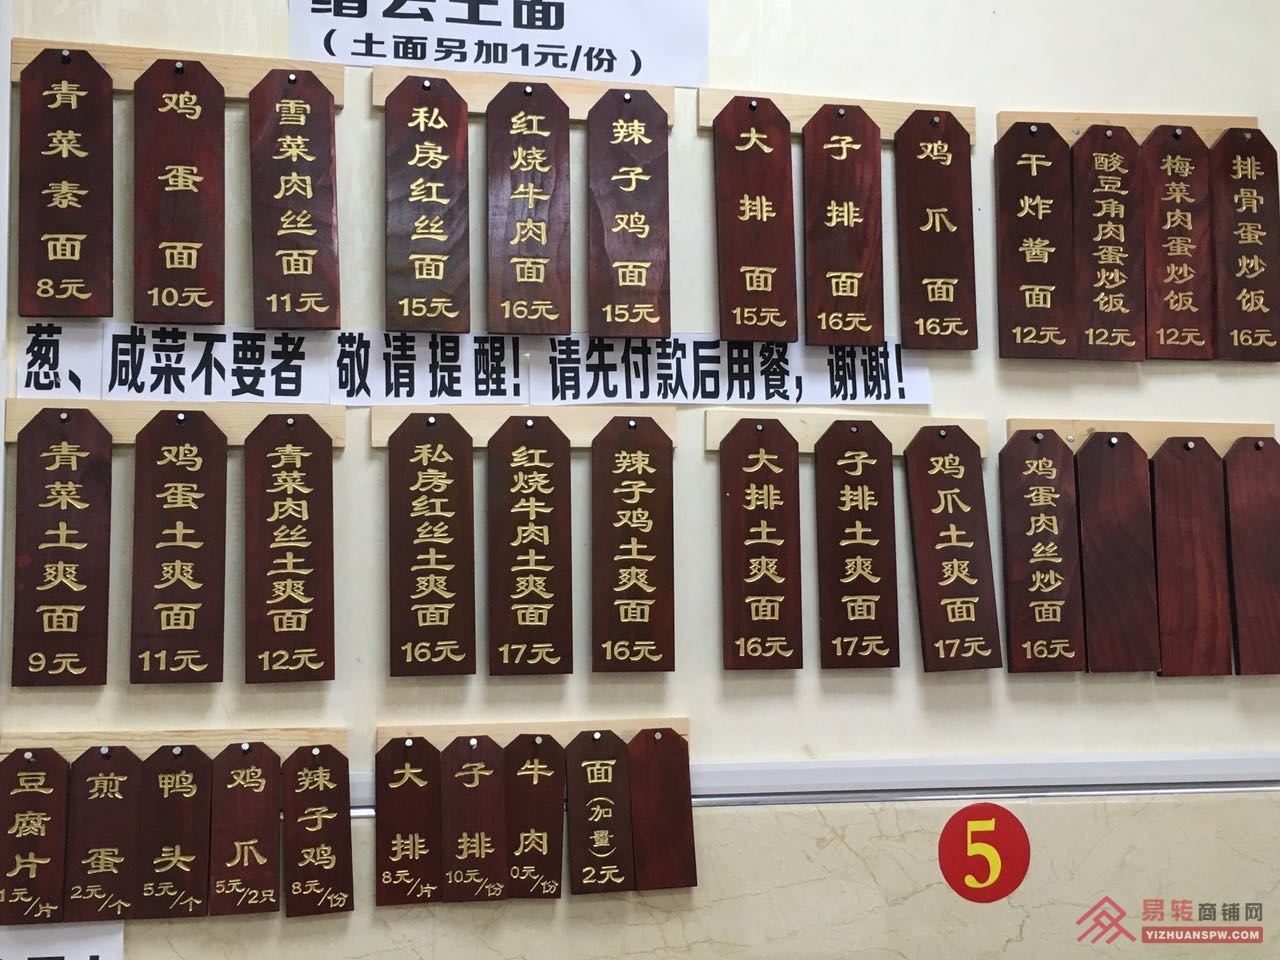 缙云土面
（土面另加1元/份）
青菜素面 8元
鸡蛋面 10元
雪菜肉丝面 11元
私房红丝面 15元
红烧牛肉面 16元
辣子鸡面 15元
大排面 15元
子排面 16元
鸡爪面 16元
干炸酱面 12元
酸豆角肉蛋炒饭 12元
梅菜肉蛋炒饭 12元
排骨蛋炒饭 16元
葱、咸菜不要者 敬请提醒！请先付款后用餐，谢谢！
青菜土爽面 9元
鸡蛋土爽面 11元
青菜肉丝土爽面 12元
私房红丝土爽面 16元
红烧牛肉土爽面 17元
辣子鸡土爽面 16元
大排土爽面 16元
子排土爽面 17元
鸡爪土爽面 17元
鸡蛋肉丝炒面 16元
豆腐片 1元/片
煎蛋 2元/个
鸭头 5元/个
鸡爪 5元/2只
辣子鸡 8元/份
大排 8元/片
子排 10元/份
牛肉 0元/份
面(加量) 2元
5
易转商铺网
YIZHUANSPW.COM